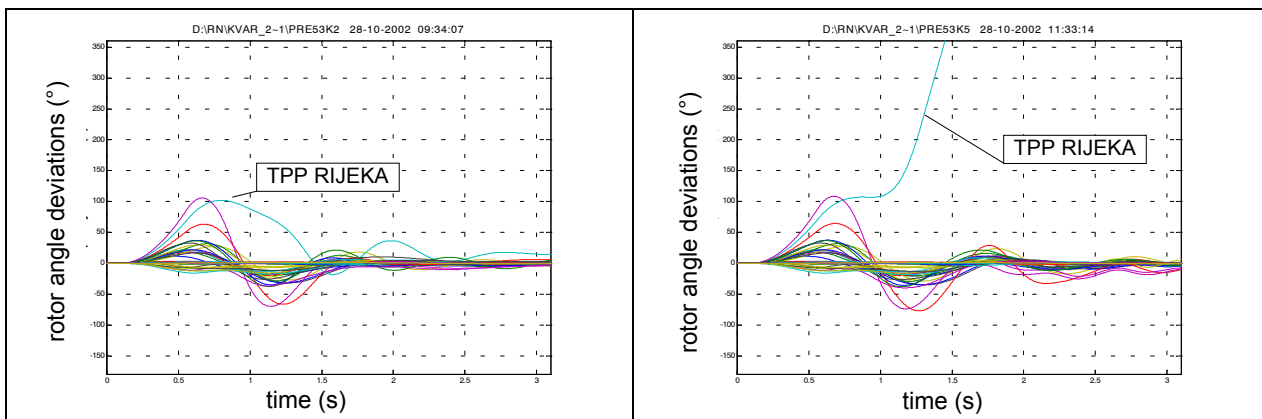 D:\RN\KVAR_2~1\PRE53K2 28-10-2002 09:34:07
350
300
250
200
150
100
50
0
-50
-100
-150
rotor angle deviations (°)
TPP RIJEKA
0 0.5 1 1.5 2 2.5 3
time (s)
D:\RN\KVAR_2~1\PRE53K5 28-10-2002 11:33:14
350
300
250
200
150
100
50
0
-50
-100
-150
rotor angle deviations (°)
TPP RIJEKA
0 0.5 1 1.5 2 2.5 3
time (s)